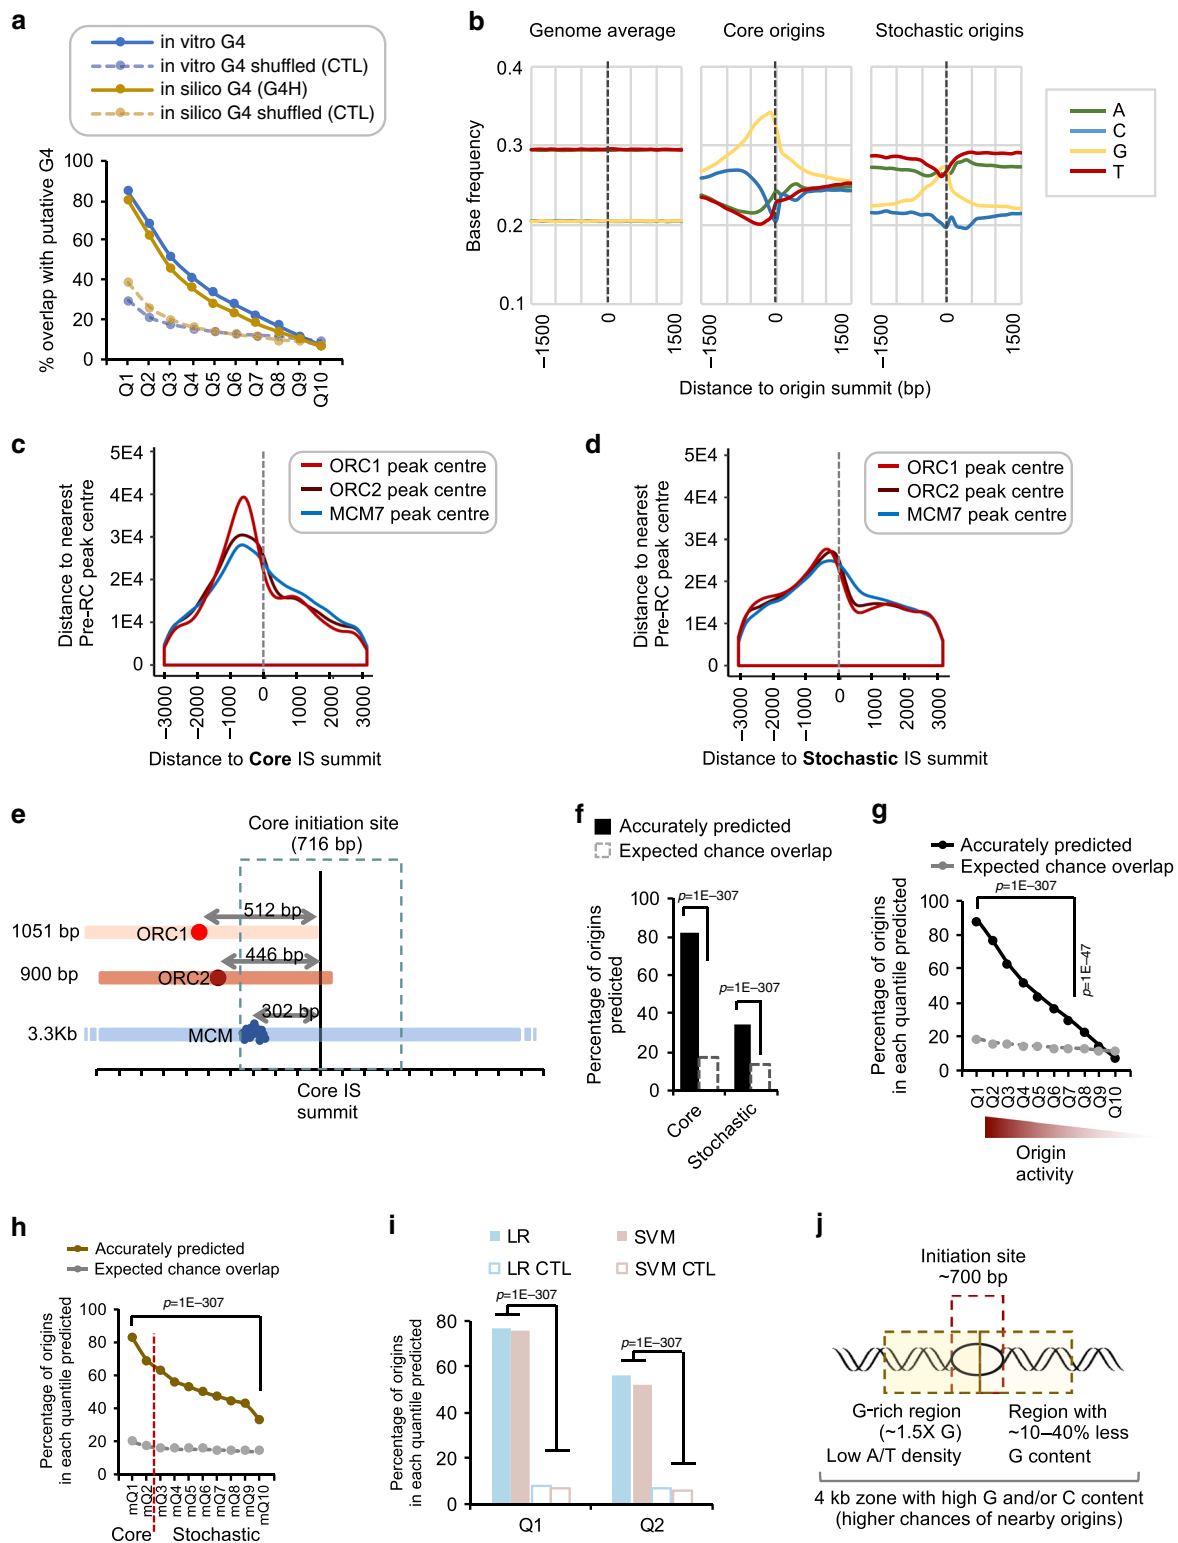 a
in vitro G4
in vitro G4 shuffled (CTL)
in silico G4 (G4H)
in silico G4 shuffled (CTL)
% overlap with putative G4
100
80
60
40
20
0
Q1 Q2 Q3 Q4 Q5 Q6 Q7 Q8 Q9 Q10
b
Genome average
Core origins
Stochastic origins
Base frequency
0.4
0.3
0.2
0.1
−1500 0 1500
−1500 0 1500
−1500 0 1500
Distance to origin summit (bp)
A
C
G
T
c
Distance to nearest
Pre-RC peak centre
5E4
4E4
3E4
2E4
1E4
0
ORC1 peak centre
ORC2 peak centre
MCM7 peak centre
−3000 −2000 −1000 0 1000 2000 3000
Distance to Core IS summit
d
Distance to nearest
Pre-RC peak centre
5E4
4E4
3E4
2E4
1E4
0
ORC1 peak centre
ORC2 peak centre
MCM7 peak centre
−3000 −2000 −1000 0 1000 2000 3000
Distance to Stochastic IS summit
e
Core initiation site
(716 bp)
512 bp
1051 bp
ORC1
446 bp
900 bp
ORC2
302 bp
3.3Kb
MCM
Core IS
summit
f
Accurately predicted
Expected chance overlap
Percentage of origins
predicted
100
80
60
40
20
0
p=1E−307
p=1E−307
Core
Stochastic
g
Accurately predicted
Expected chance overlap
Percentage of origins
in each quantile predicted
100
80
60
40
20
0
p=1E−307
p=1E−47
Q1 Q2 Q3 Q4 Q5 Q6 Q7 Q8 Q9 Q10
Origin
activity
h
Accurately predicted
Expected chance overlap
Percentage of origins
in each quantile predicted
100
80
60
40
20
0
p=1E−307
mQ1 mQ2 mQ3 mQ4 mQ5 mQ6 mQ7 mQ8 mQ9 mQ10
Core
Stochastic
i
LR
SVM
LR CTL
SVM CTL
Percentage of origins
in each quantile predicted
80
60
40
20
0
p=1E−307
p=1E−307
Q1
Q2
j
Initiation site
~700 bp
G-rich region
(~1.5X G)
Low A/T density
Region with
~10–40% less
G content
4 kb zone with high G and/or C content
(higher chances of nearby origins)